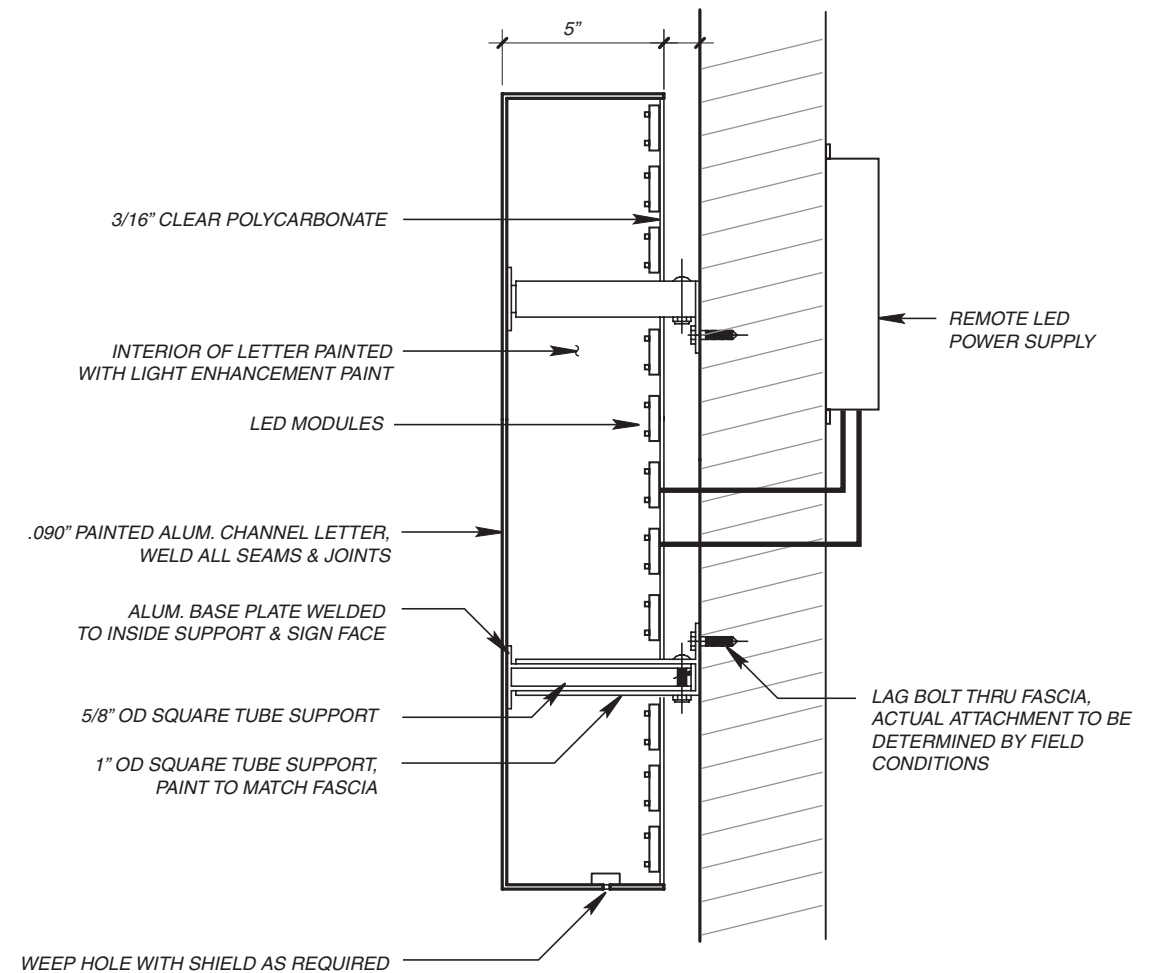 5”
3/16” CLEAR POLYCARBONATE
INTERIOR OF LETTER PAINTED
WITH LIGHT ENHANCEMENT PAINT
LED MODULES
.090” PAINTED ALUM. CHANNEL LETTER,
WELD ALL SEAMS & JOINTS
ALUM. BASE PLATE WELDED
TO INSIDE SUPPORT & SIGN FACE
5/8” OD SQUARE TUBE SUPPORT
1” OD SQUARE TUBE SUPPORT,
PAINT TO MATCH FASCIA
WEEP HOLE WITH SHIELD AS REQUIRED
REMOTE LED
POWER SUPPLY
LAG BOLT THRU FASCIA,
ACTUAL ATTACHMENT TO BE
DETERMINED BY FIELD
CONDITIONS